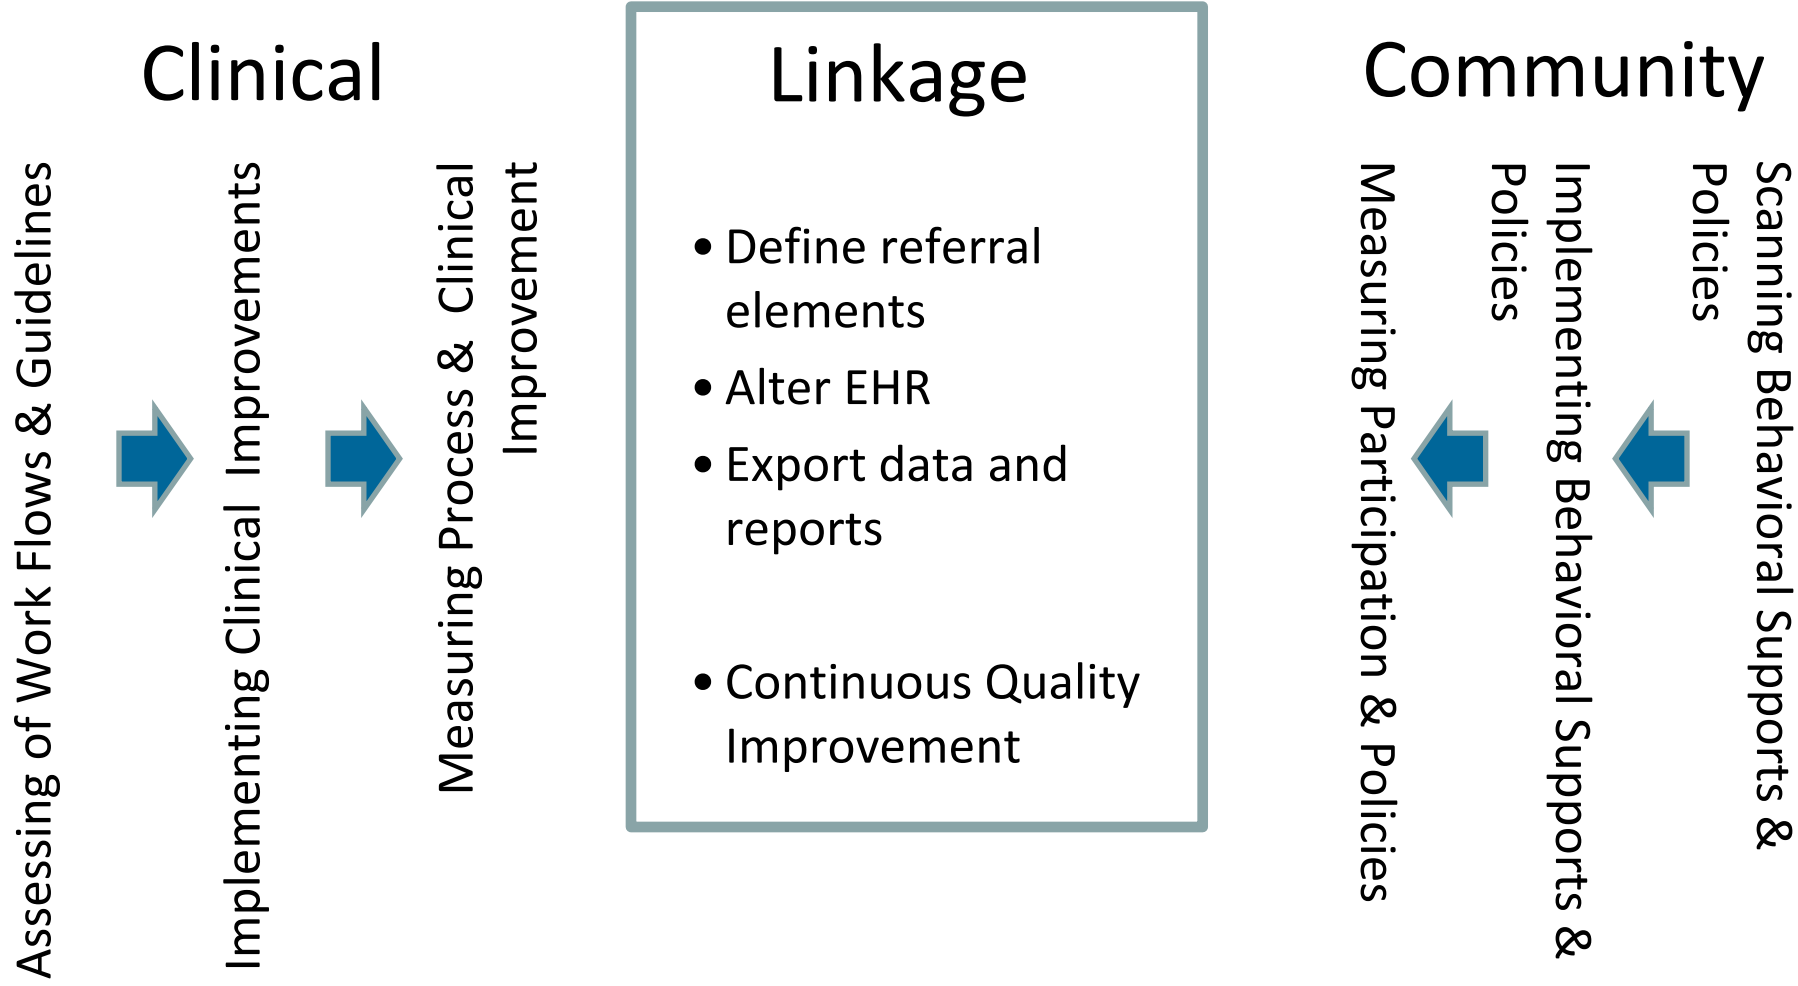 Clinical
Assessing of Work Flows & Guidelines
Implementing Clinical Improvements
Measuring Process & Clinical
Improvement
Linkage
• Define referral
elements
• Alter EHR
• Export data and
reports
• Continuous Quality
Improvement
Community
Measuring Participation & Policies
Implementing Behavioral Supports &
Policies
Scanning Behavioral Supports &
Policies